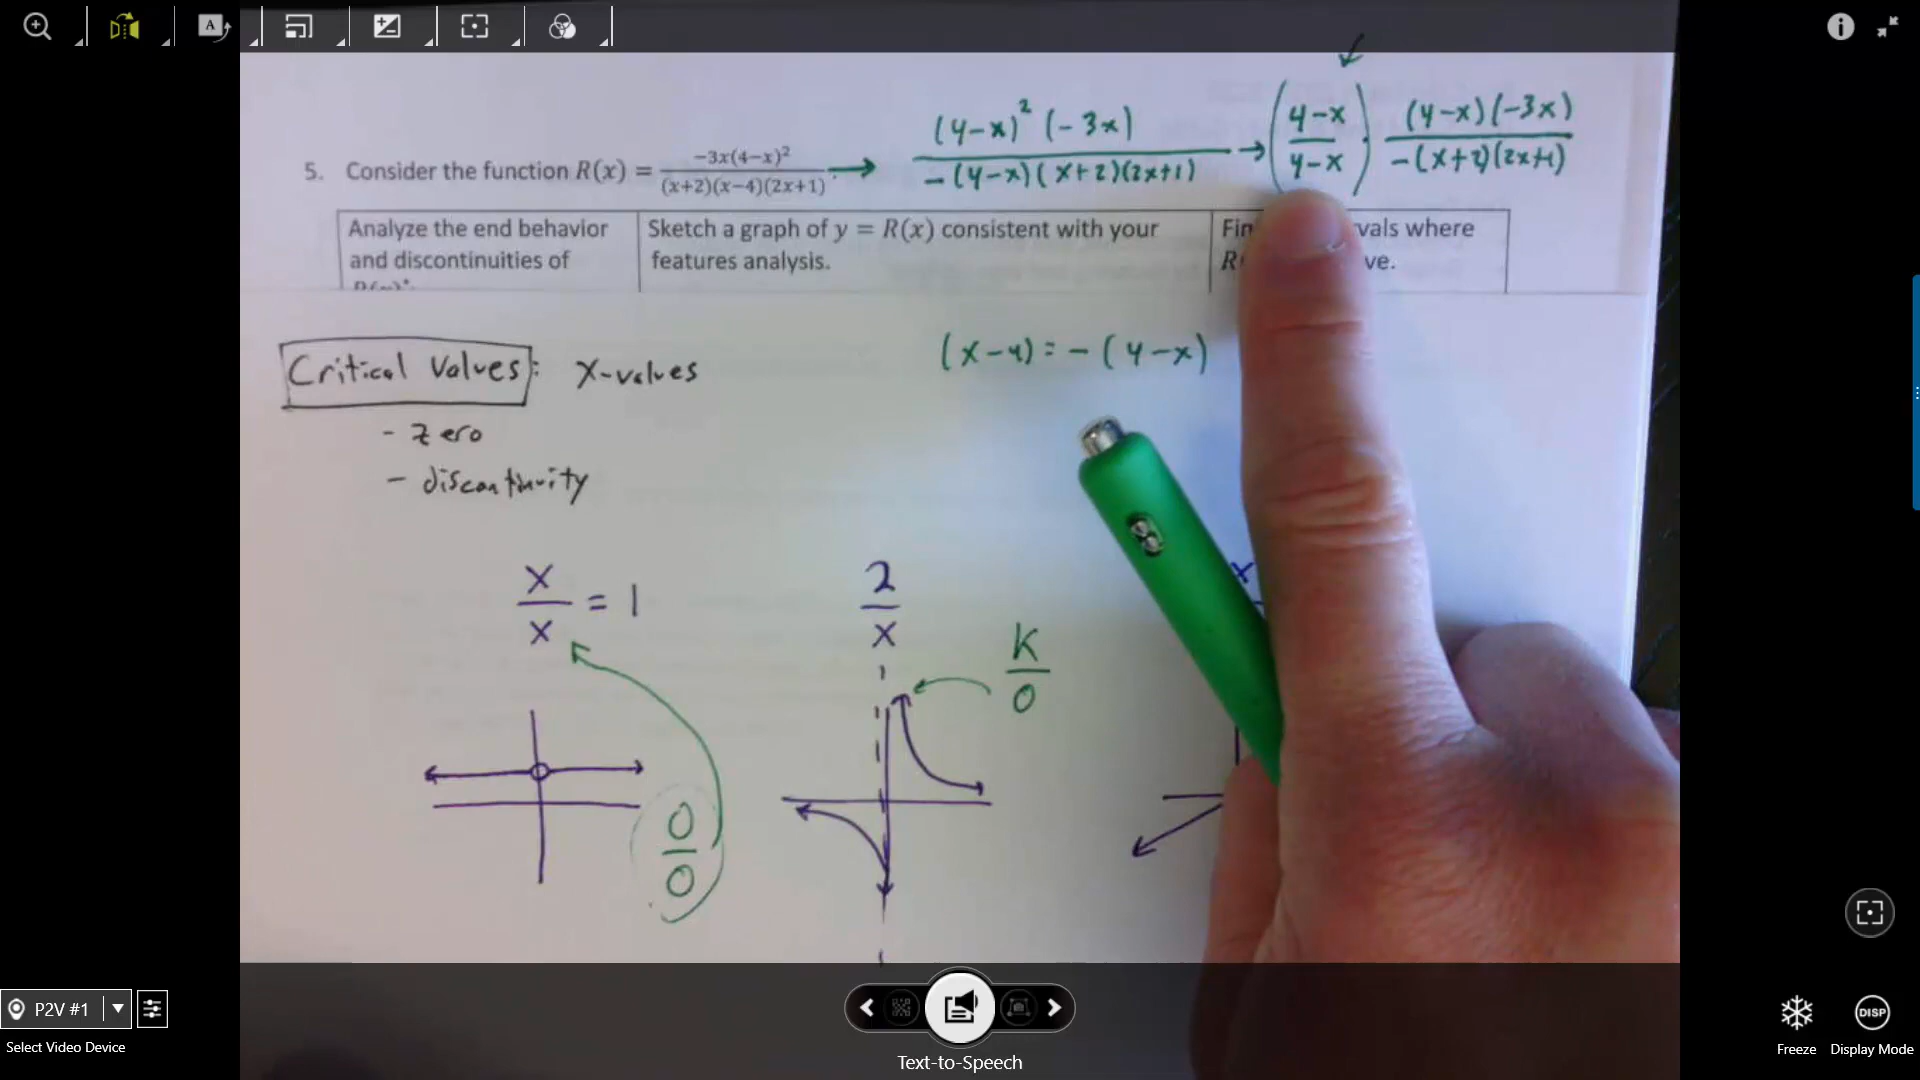 5. Consider the function R(x) = -3x(4-x)²/((x+2)(x-4)(2x+1)) → (4-x)²(-3x)/(-(4-x)(x+2)(2x+1)) → ((4-x)/(4-x)) · (4-x)(-3x)/(-(x+2)(2x+1))
Analyze the end behavior
and discontinuities of
Sketch a graph of y = R(x) consistent with your
features analysis.
(x-4) = -(4-x)
Critical Values: x-values
- zero
- discontinuity
x/x = 1
2/x
x
K/0
0/0
P2V #1
Select Video Device
Text-to-Speech
Freeze
DISP
Display Mode